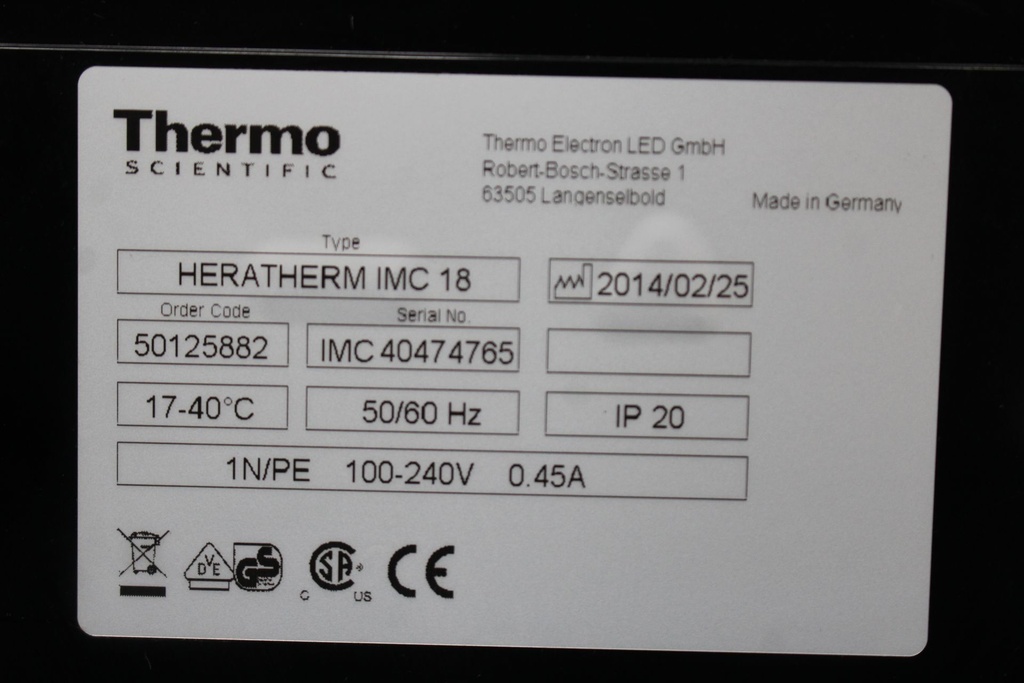 Thermo
SCIENTIFIC
Thermo Electron LED GmbH
Robert-Bosch-Strasse 1
63505 Langenselbold
Made in Germany
Type
HERATHERM IMC 18
2014/02/25
Order Code
50125882
Serial No.
IMC 40474765
17-40°C
50/60 Hz
IP 20
1N/PE 100-240V 0.45A
DVE
GS
SA
C US
CE